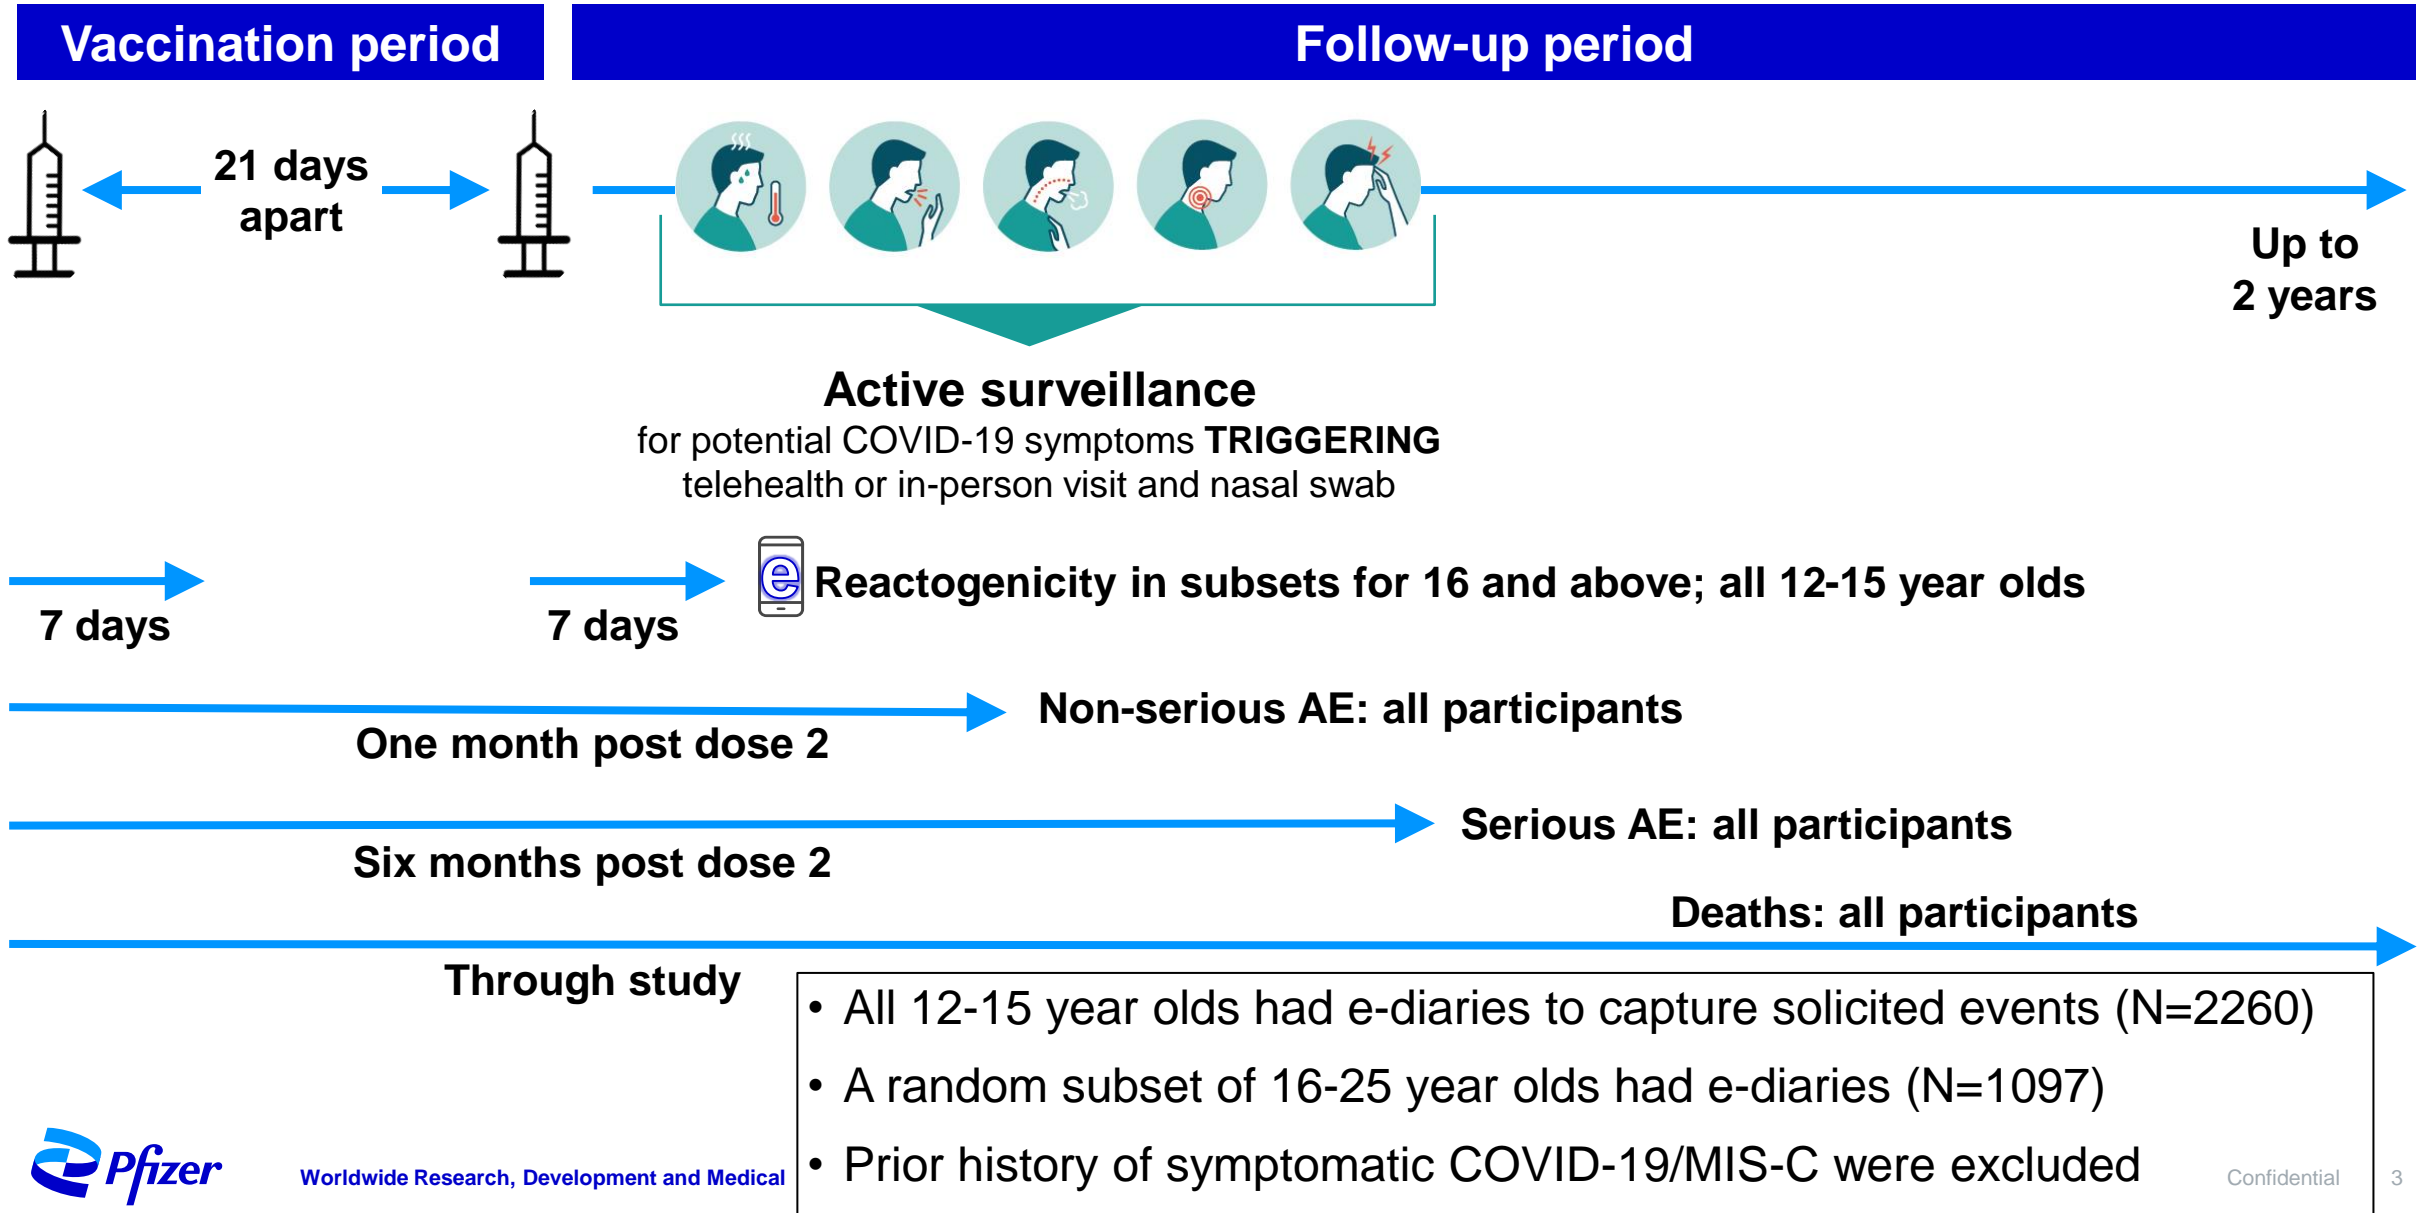 Vaccination period
Follow-up period
21 days
apart
Up to
2 years
Active surveillance
for potential COVID-19 symptoms TRIGGERING
telehealth or in-person visit and nasal swab
e
Reactogenicity in subsets for 16 and above; all 12-15 year olds
7 days
7 days
Non-serious AE: all participants
One month post dose 2
Serious AE: all participants
Six months post dose 2
Deaths: all participants
Through study
• All 12-15 year olds had e-diaries to capture solicited events (N=2260)
• A random subset of 16-25 year olds had e-diaries (N=1097)
• Prior history of symptomatic COVID-19/MIS-C were excluded
Pfizer
Worldwide Research, Development and Medical
Confidential
3